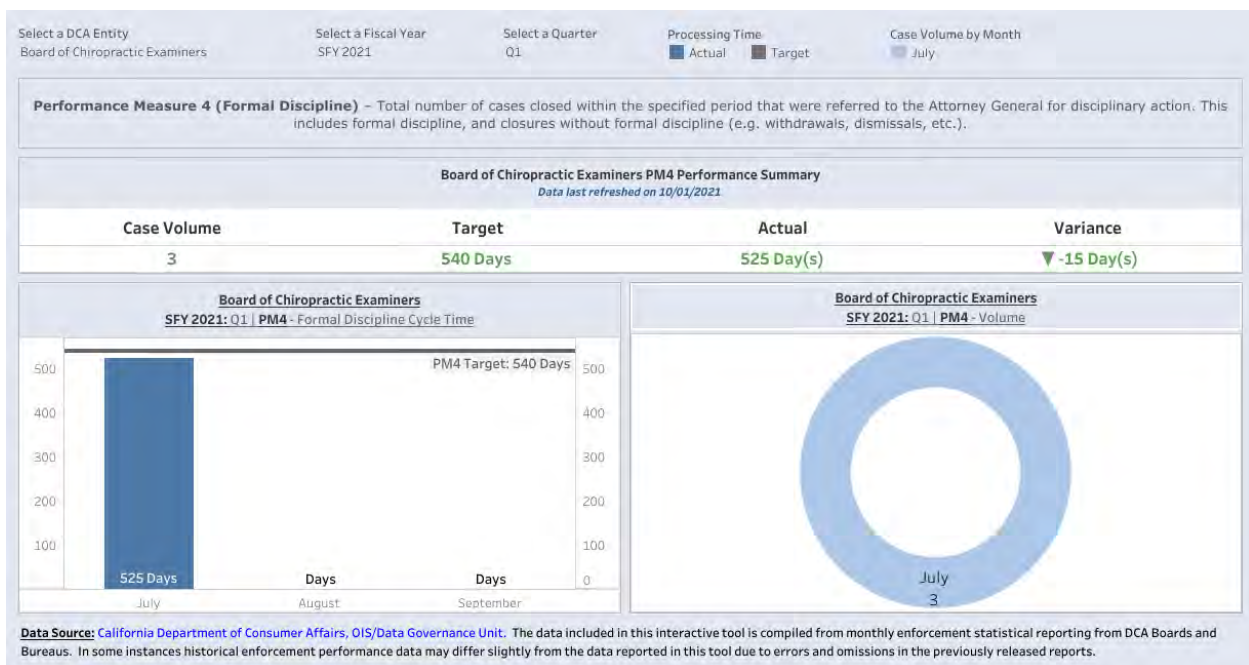 Select a DCA Entity
Select a Fiscal Year
Select a Quarter
Processing Time
Case Volume by Month
Board of Chiropractic Examiners
SFY 2021
Q1
Actual
Target
July
Performance Measure 4 (Formal Discipline) – Total number of cases closed within the specified period that were referred to the Attorney General for disciplinary action. This
includes formal discipline, and closures without formal discipline (e.g. withdrawals, dismissals, etc.).
Board of Chiropractic Examiners PM4 Performance Summary
Data last refreshed on 10/01/2021
Case Volume
Target
Actual
Variance
3
540 Days
525 Day(s)
▼ -15 Day(s)
Board of Chiropractic Examiners
SFY 2021: Q1 | PM4 - Formal Discipline Cycle Time
PM4 Target: 540 Days
500
400
300
200
100
500
400
300
200
100
0
525 Days
Days
Days
July
August
September
Board of Chiropractic Examiners
SFY 2021: Q1 | PM4 - Volume
July
3
Data Source: California Department of Consumer Affairs, OIS/Data Governance Unit. The data included in this interactive tool is compiled from monthly enforcement statistical reporting from DCA Boards and
Bureaus. In some instances historical enforcement performance data may differ slightly from the data reported in this tool due to errors and omissions in the previously released reports.